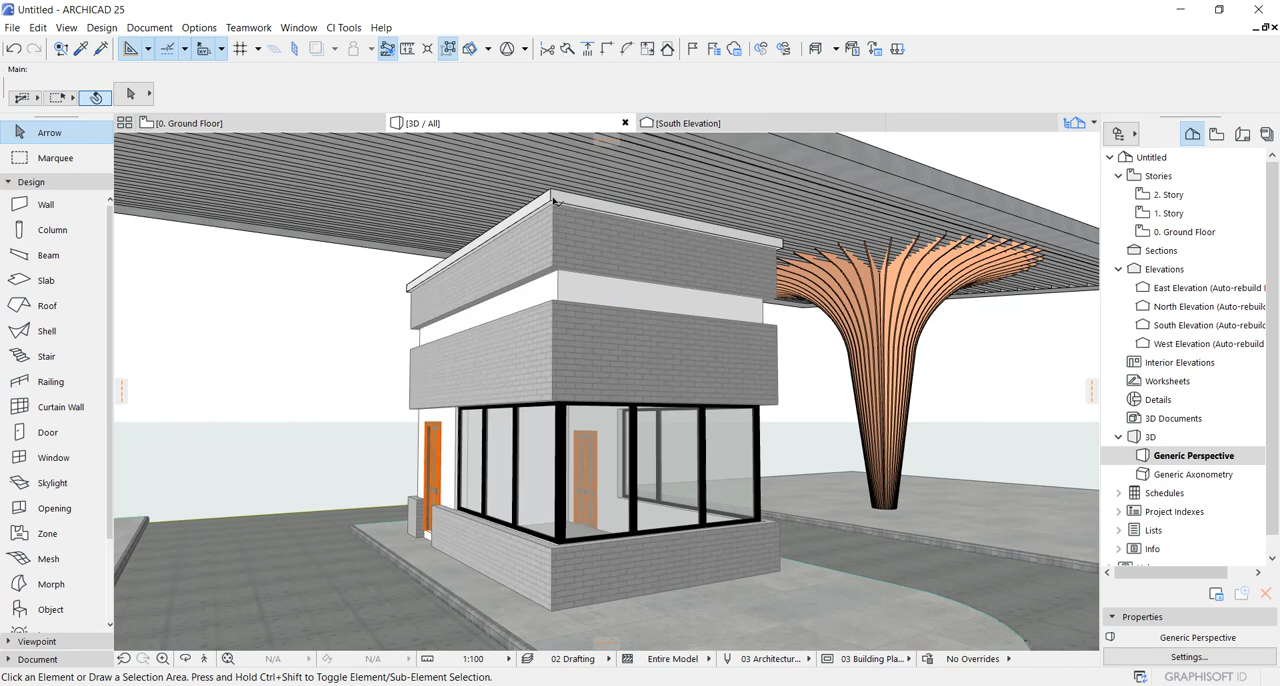 Untitled - ARCHICAD 25
File Edit View Design Document Options Teamwork Window CI Tools Help
Main:
[0. Ground Floor] [3D / All] [South Elevation]
Arrow
Marquee
Design
Wall
Column
Beam
Slab
Roof
Shell
Stair
Railing
Curtain Wall
Door
Window
Skylight
Opening
Zone
Mesh
Morph
Object
Viewpoint
Document
Untitled
Stories
2. Story
1. Story
0. Ground Floor
Sections
Elevations
East Elevation (Auto-rebuild
North Elevation (Auto-rebuild
South Elevation (Auto-rebuild
West Elevation (Auto-rebuild
Interior Elevations
Worksheets
Details
3D Documents
3D
Generic Perspective
Generic Axonometry
Schedules
Project Indexes
Lists
Info
Properties
Generic Perspective
Settings...
N/A N/A 1:100 02 Drafting Entire Model 03 Architectur... 03 Building Pla... No Overrides
Click an Element or Draw a Selection Area. Press and Hold Ctrl+Shift to Toggle Element/Sub-Element Selection.
GRAPHISOFT ID